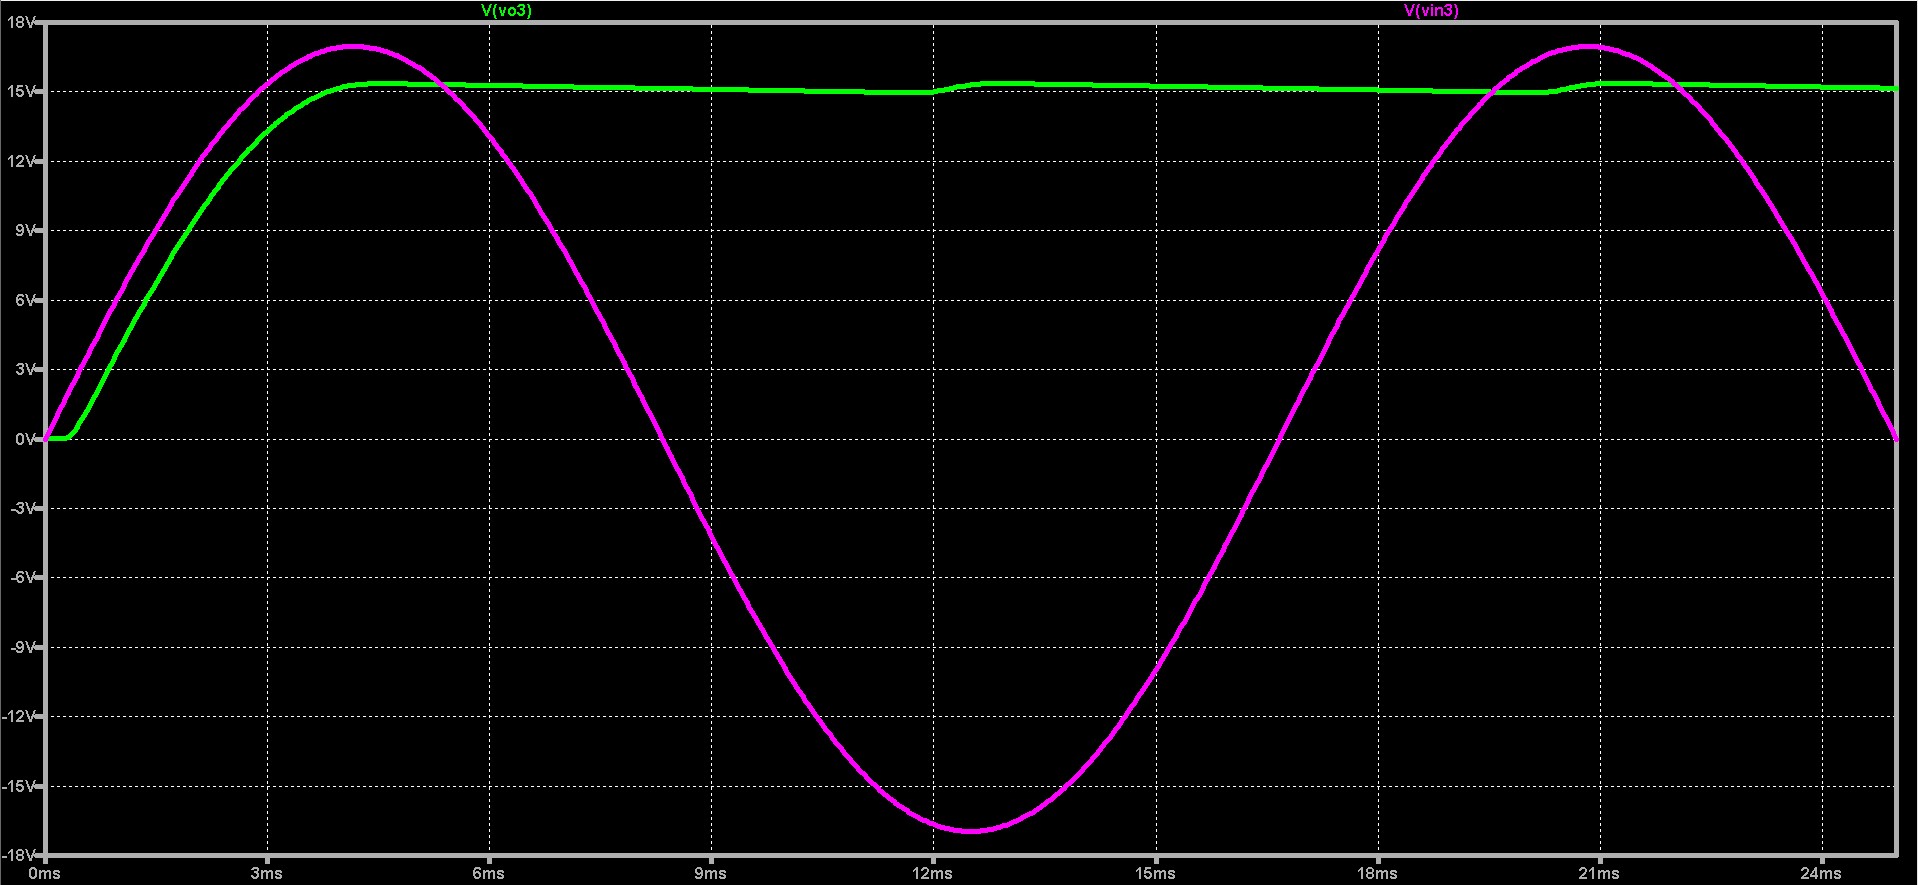 V(vo3) V(vin3)
18V
15V
12V
9V
6V
3V
0V
-3V
-6V
-9V
-12V
-15V
-18V
0ms 3ms 6ms 9ms 12ms 15ms 18ms 21ms 24ms